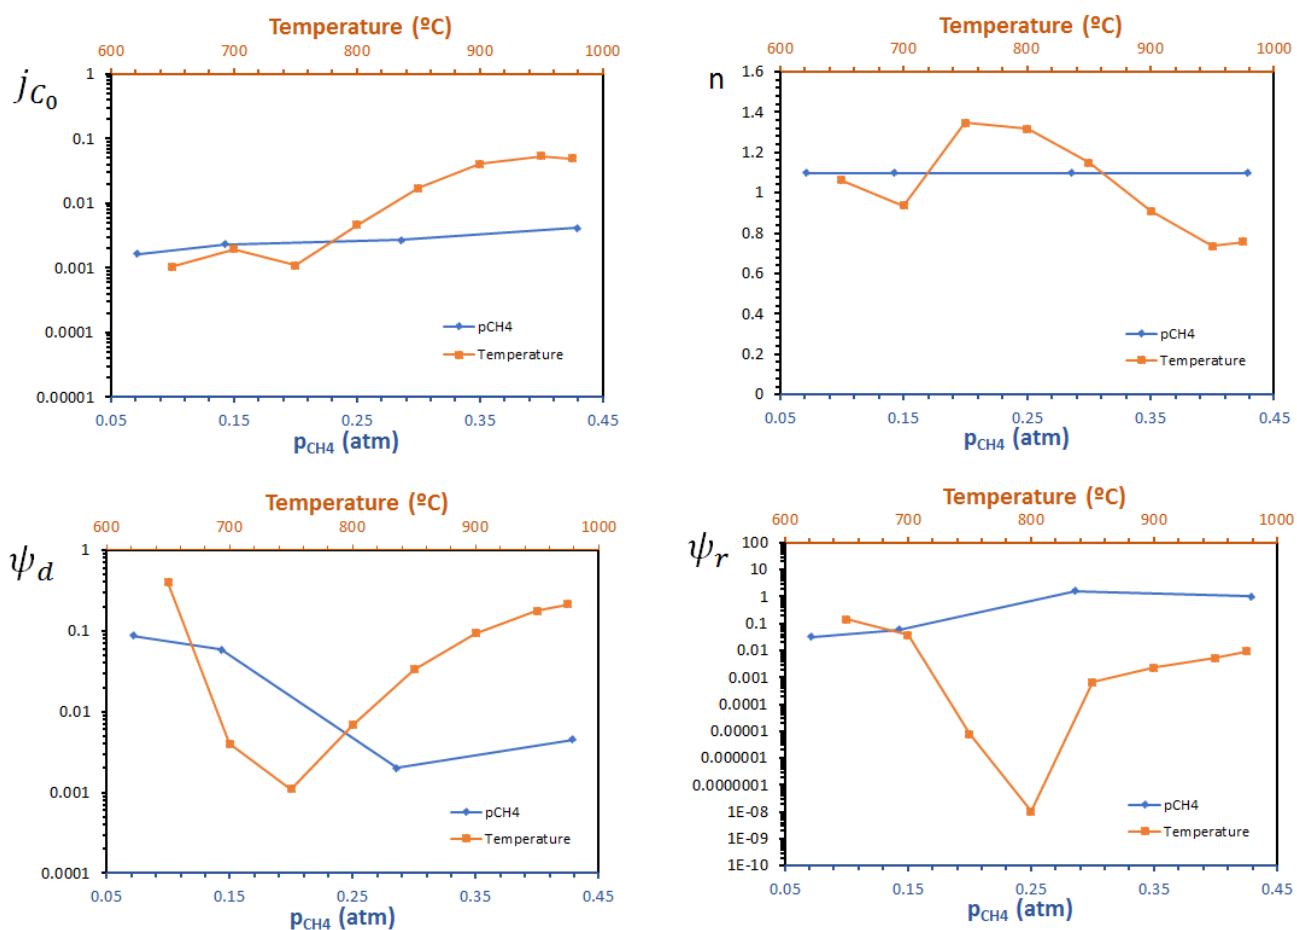 Temperature (ºC)
600 700 800 900 1000
j_{C_0}
1
0.1
0.01
0.001
0.0001
0.00001
pCH4
Temperature
0.05 0.15 0.25 0.35 0.45
p_{CH4} (atm)
Temperature (ºC)
600 700 800 900 1000
n
1.6
1.4
1.2
1
0.8
0.6
0.4
0.2
0
pCH4
Temperature
0.05 0.15 0.25 0.35 0.45
p_{CH4} (atm)
Temperature (ºC)
600 700 800 900 1000
ψ_d
1
0.1
0.01
0.001
0.0001
pCH4
Temperature
0.05 0.15 0.25 0.35 0.45
p_{CH4} (atm)
Temperature (ºC)
600 700 800 900 1000
ψ_r
100
10
1
0.1
0.01
0.001
0.0001
0.00001
0.000001
0.0000001
1E-08
1E-09
1E-10
pCH4
Temperature
0.05 0.15 0.25 0.35 0.45
p_{CH4} (atm)